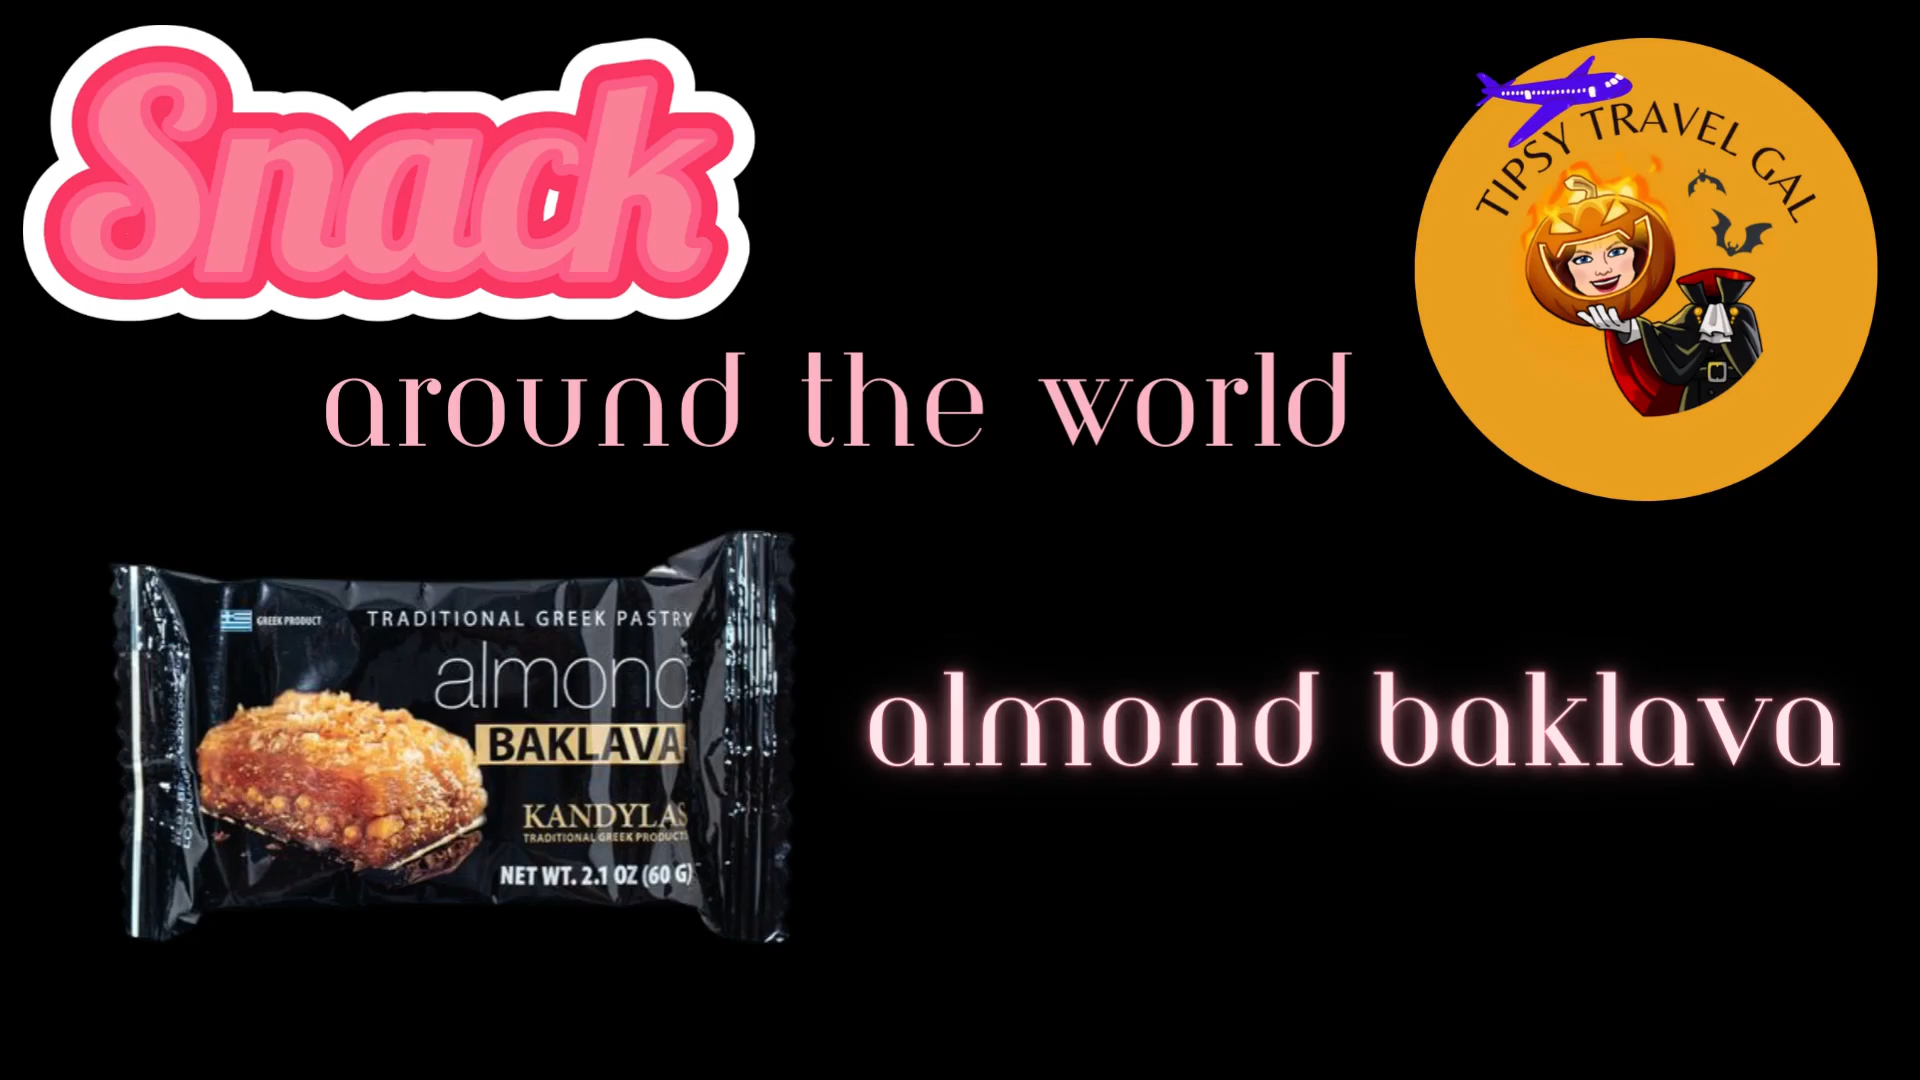 Snack
TIPSY TRAVEL GAL
around the world
GREEK PRODUCT
TRADITIONAL GREEK PASTRY
almond
BAKLAVA
KANDYLAS
TRADITIONAL GREEK PRODUCTS
NET WT. 2.1 OZ (60 G)
almond baklava